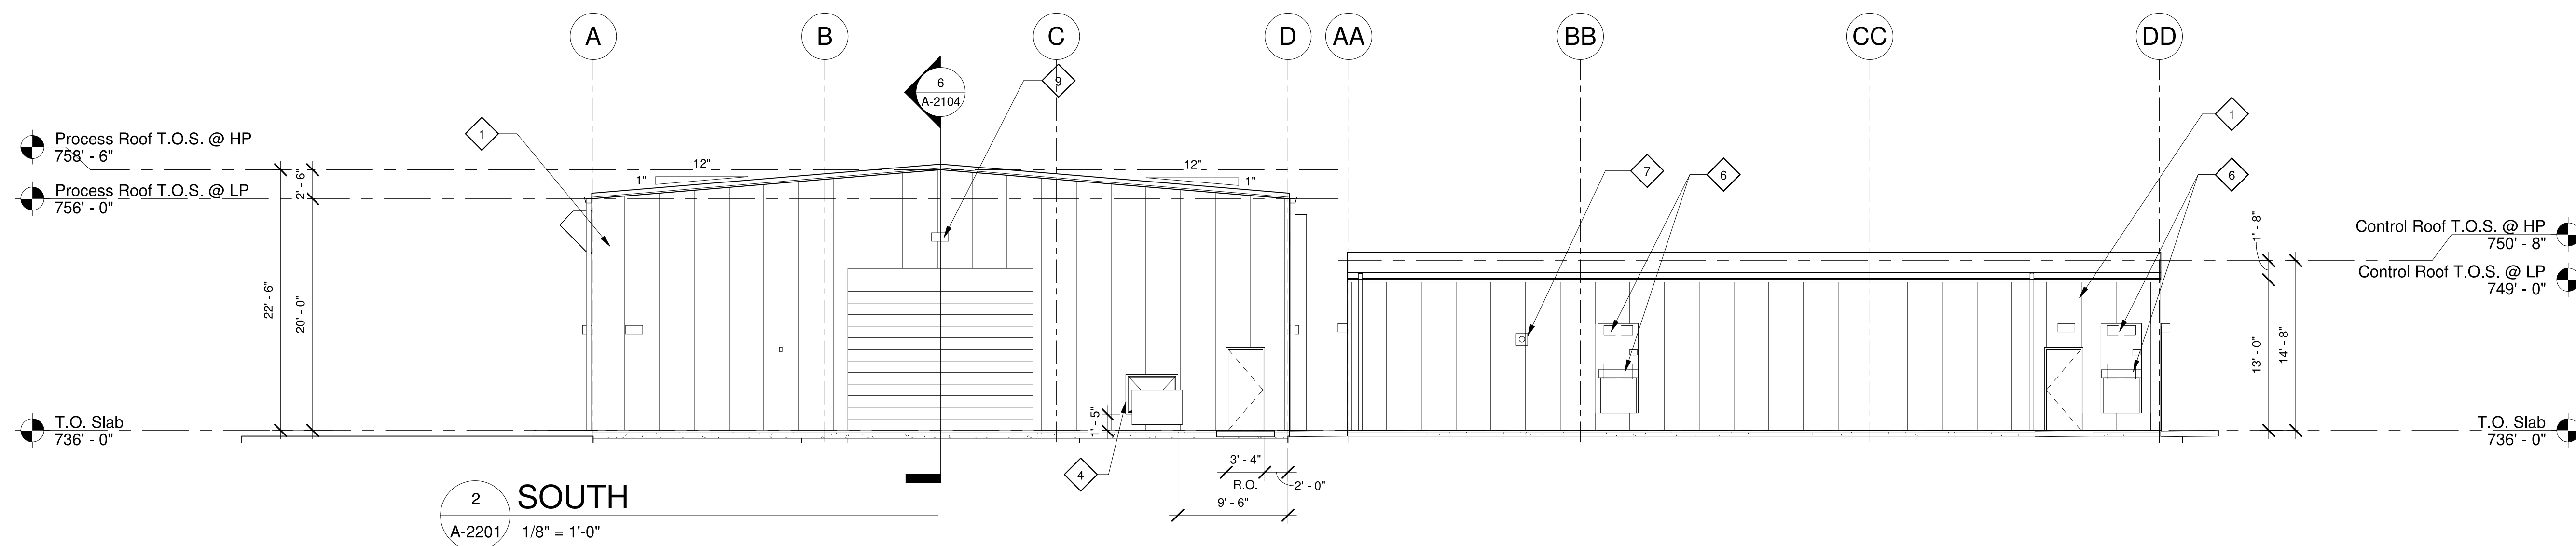 A
B
C
D
AA
BB
CC
DD
6
A-2104
9
1
1
7
6
6
Process Roof T.O.S. @ HP
758' - 6"
Process Roof T.O.S. @ LP
756' - 0"
2' - 6"
12"
1"
12"
1"
Control Roof T.O.S. @ HP
750' - 8"
Control Roof T.O.S. @ LP
749' - 0"
1' - 8"
22' - 6"
20' - 0"
13' - 0"
14' - 8"
T.O. Slab
736' - 0"
1' - 5"
T.O. Slab
736' - 0"
4
3' - 4"
R.O.
2' - 0"
9' - 6"
2
SOUTH
A-2201
1/8" = 1'-0"